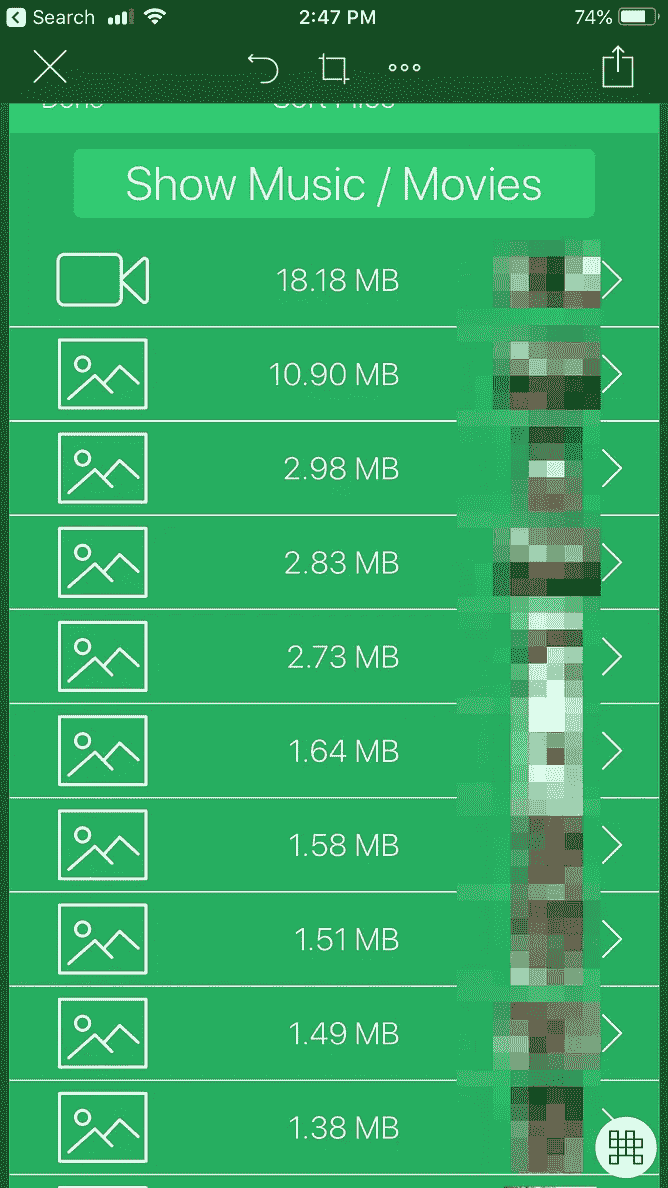 Search 2:47 PM 74%
Show Music / Movies
18.18 MB
10.90 MB
2.98 MB
2.83 MB
2.73 MB
1.64 MB
1.58 MB
1.51 MB
1.49 MB
1.38 MB